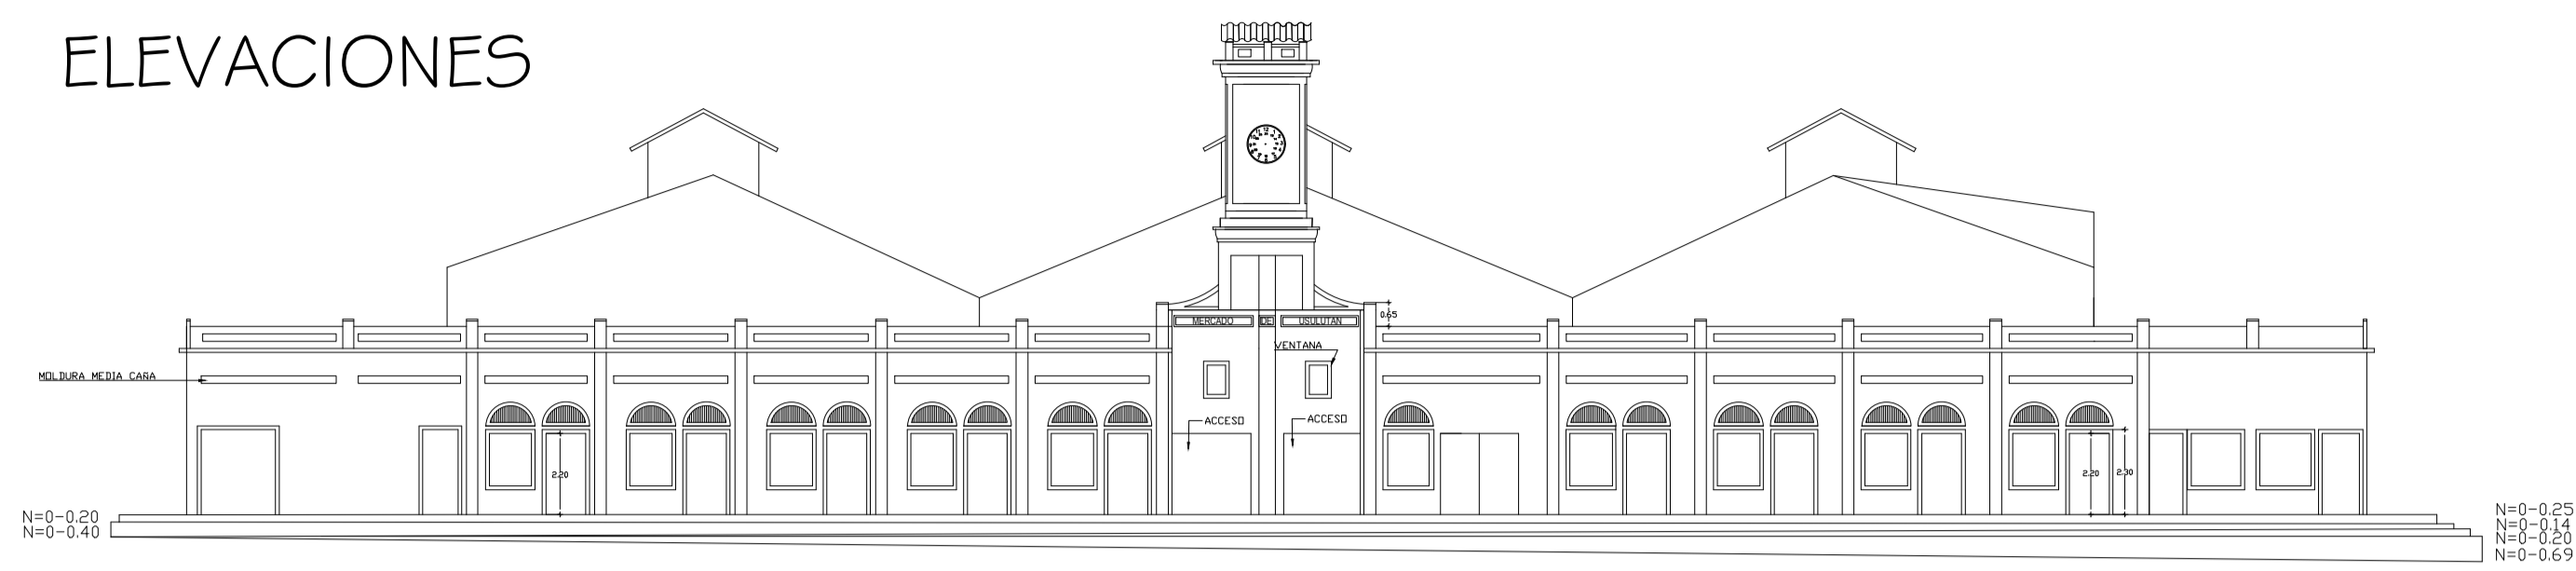 ELEVACIONES
0.65
MERCADO DE USULUTAN
VENTANA
MOLDURA MEDIA CAÑA
ACCESO
ACCESO
2.20
2.20
2.30
N=0-0.20
N=0-0.40
N=0-0.25
N=0-0.14
N=0-0.20
N=0-0.69